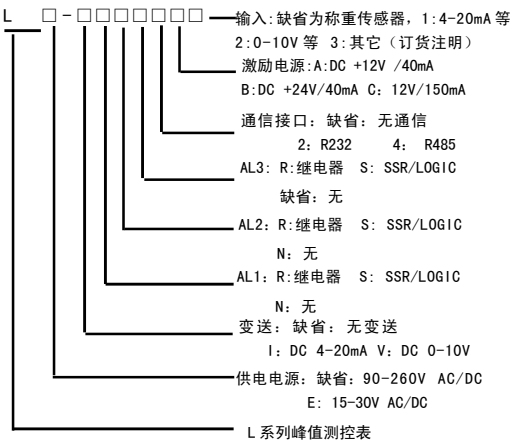 L □-□□□□□□□ 输入:缺省为称重传感器, 1:4-20mA 等
2:0-10V 等 3:其它（订货注明）
激励电源:A:DC +12V /40mA
B:DC +24V/40mA C: 12V/150mA
通信接口: 缺省: 无通信
2: R232 4: R485
AL3: R:继电器 S: SSR/LOGIC
缺省: 无
AL2: R:继电器 S: SSR/LOGIC
N: 无
AL1: R:继电器 S: SSR/LOGIC
N: 无
变送: 缺省: 无变送
I: DC 4-20mA V: DC 0-10V
供电电源: 缺省: 90-260V AC/DC
E: 15-30V AC/DC
L 系列峰值测控表